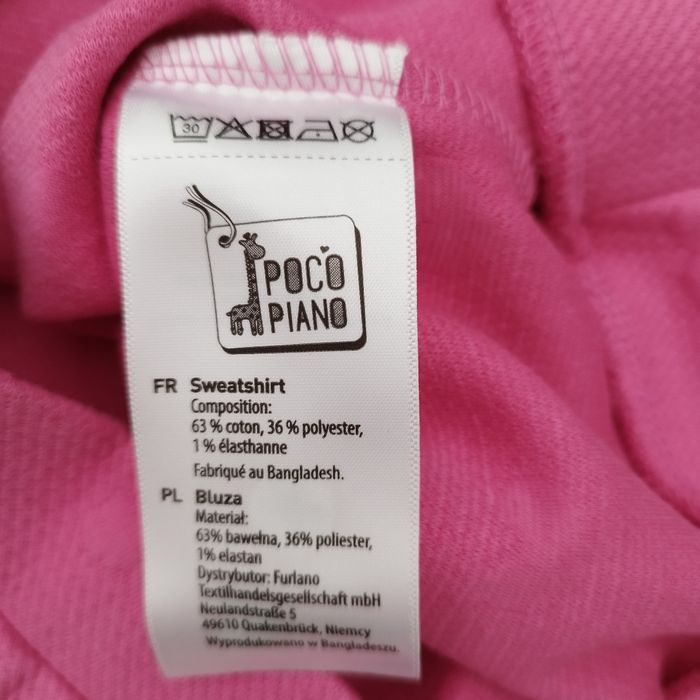 30
POCO
PIANO
FR Sweatshirt
Composition:
63 % coton, 36 % polyester,
1 % élasthanne
Fabriqué au Bangladesh.
PL Bluza
Materiał:
63% bawełna, 36% poliester,
1% elastan
Dystrybutor: Furlano
Textilhandelsgesellschaft mbH
Neulandstraße 5
49610 Quakenbrück, Niemcy
Wyprodukowano w Bangladeszu.